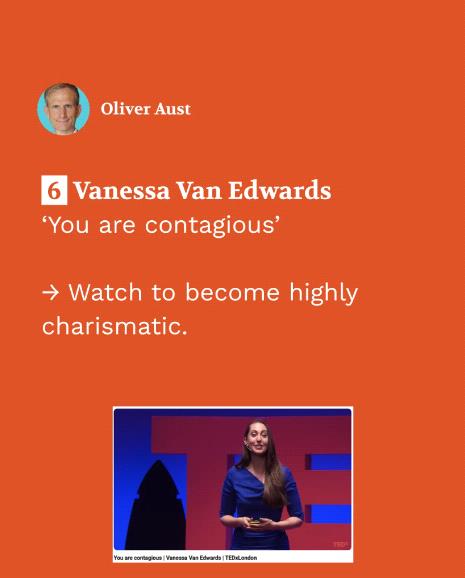 Oliver Aust
6 Vanessa Van Edwards
‘You are contagious’
→ Watch to become highly
charismatic.
TE
TEDx
You are contagious | Vanessa Van Edwards | TEDxLondon